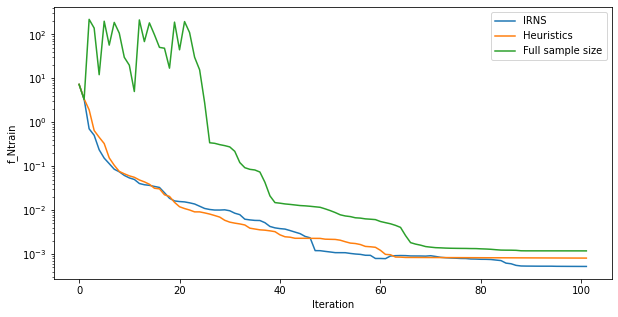 IRNS
Heuristics
Full sample size
f_Ntrain
10²
10¹
10⁰
10⁻¹
10⁻²
10⁻³
0 20 40 60 80 100
Iteration